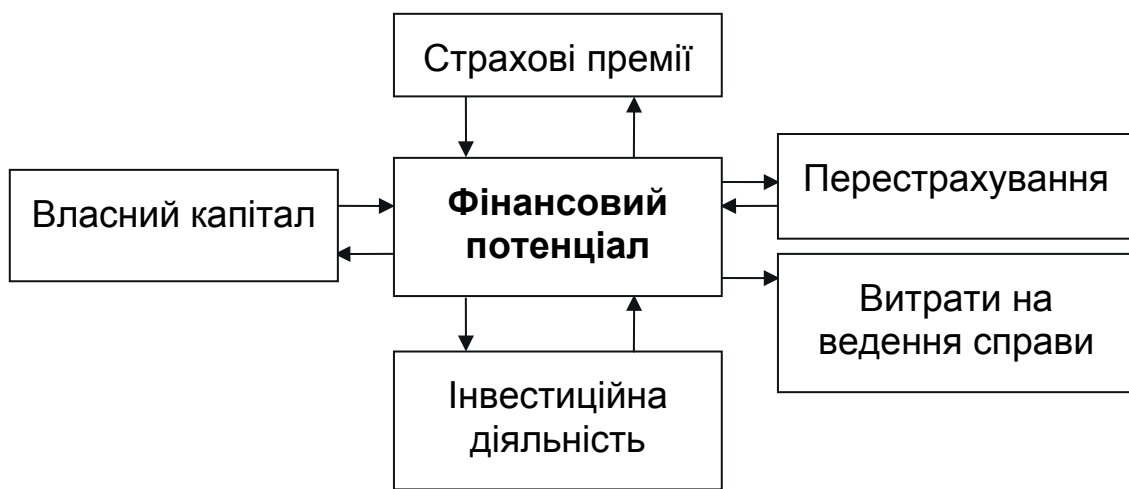 Страхові премії
Власний капітал
Фінансовий
потенціал
Перестрахування
Витрати на
ведення справи
Інвестиційна
діяльність